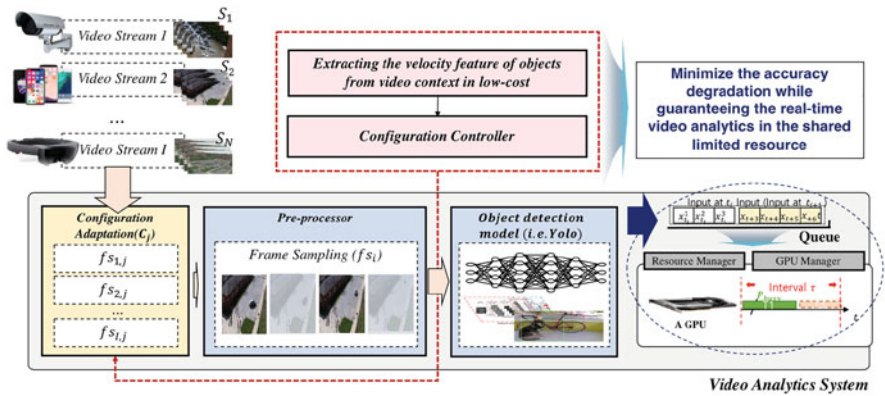 Video Stream 1
S1
Video Stream 2
S2
...
Video Stream I
SN
Extracting the velocity feature of objects
from video context in low-cost
Configuration Controller
Minimize the accuracy
degradation while
guaranteeing the real-time
video analytics in the shared
limited resource
Configuration
Adaptation(Cj)
fs1,j
fs2,j
...
fsI,j
Pre-processor
Frame Sampling (fsi)
Object detection
model (i.e.Yolo)
Input at ti Input (Input at
Queue
Resource Manager
GPU Manager
Interval τ
A GPU
Video Analytics System